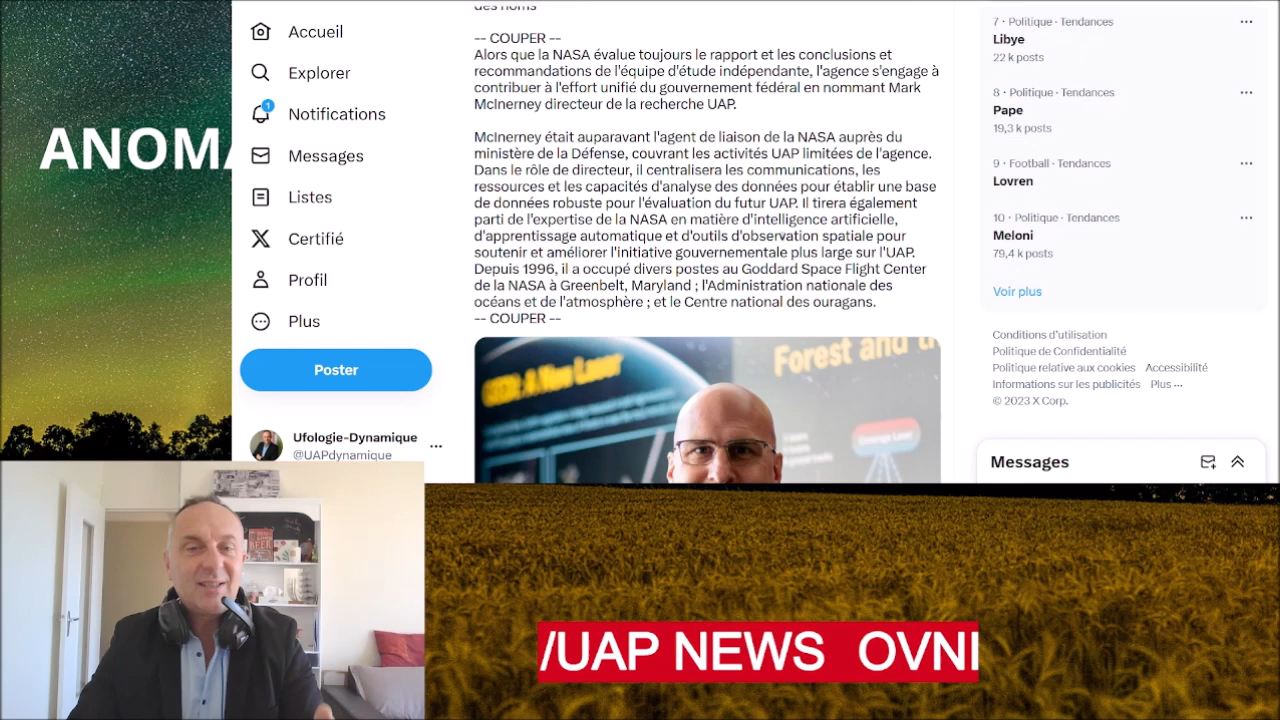 ANOMA
Accueil
Explorer
1
Notifications
Messages
Listes
Certifié
Profil
Plus
Poster
Ufologie-Dynamique
@UAPdynamique
des noms
-- COUPER --
Alors que la NASA évalue toujours le rapport et les conclusions et
recommandations de l'équipe d'étude indépendante, l'agence s'engage à
contribuer à l'effort unifié du gouvernement fédéral en nommant Mark
McInerney directeur de la recherche UAP.
McInerney était auparavant l'agent de liaison de la NASA auprès du
ministère de la Défense, couvrant les activités UAP limitées de l'agence.
Dans le rôle de directeur, il centralisera les communications, les
ressources et les capacités d'analyse des données pour établir une base
de données robuste pour l'évaluation du futur UAP. Il tirera également
parti de l'expertise de la NASA en matière d'intelligence artificielle,
d'apprentissage automatique et d'outils d'observation spatiale pour
soutenir et améliorer l'initiative gouvernementale plus large sur l'UAP.
Depuis 1996, il a occupé divers postes au Goddard Space Flight Center
de la NASA à Greenbelt, Maryland ; l'Administration nationale des
océans et de l'atmosphère ; et le Centre national des ouragans.
-- COUPER --
A New Laser
Forest and t
7 · Politique · Tendances
Libye
22 k posts
8 · Politique · Tendances
Pape
19,3 k posts
9 · Football · Tendances
Lovren
10 · Politique · Tendances
Meloni
79,4 k posts
Voir plus
Conditions d'utilisation
Politique de Confidentialité
Politique relative aux cookies Accessibilité
Informations sur les publicités Plus ···
© 2023 X Corp.
Messages
/UAP NEWS OVNI